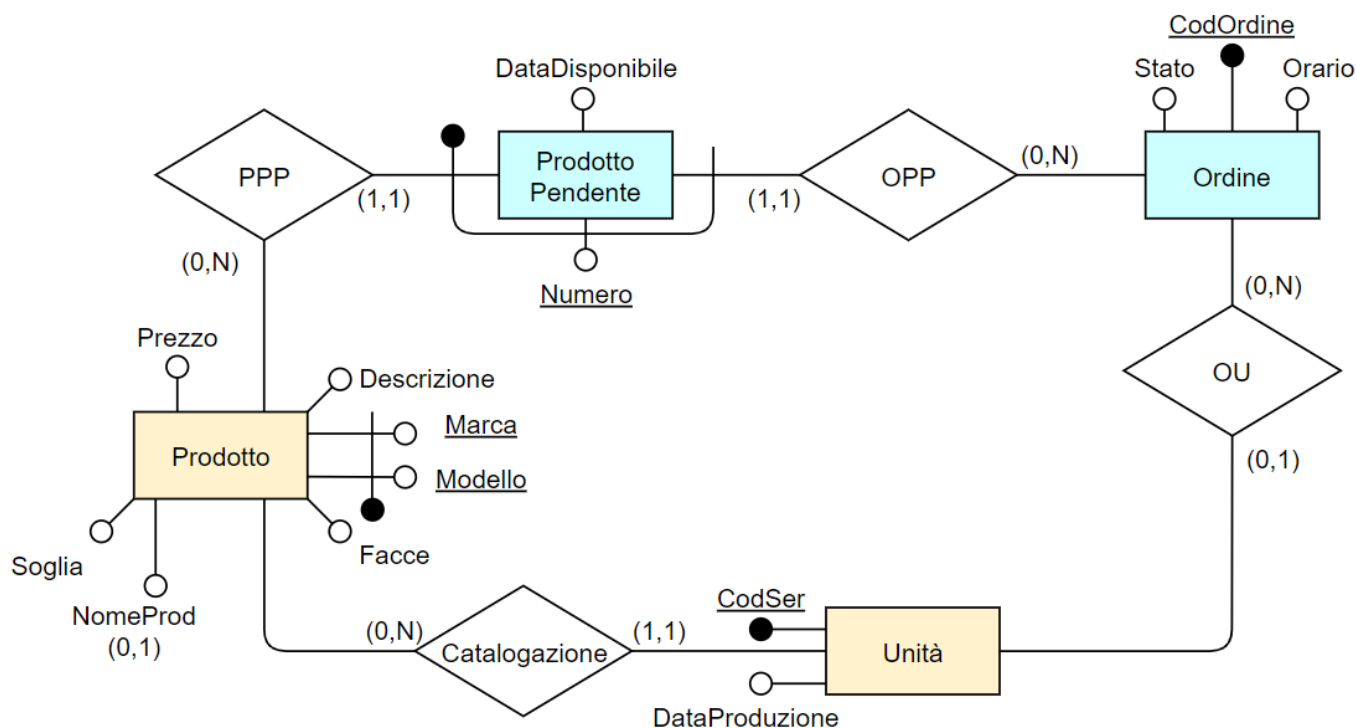 CodOrdine
DataDisponibile
Stato
Orario
PPP
Prodotto
Pendente
OPP
Ordine
(1,1)
(1,1)
(0,N)
(0,N)
Numero
(0,N)
Prezzo
Descrizione
OU
Marca
Prodotto
Modello
(0,1)
Soglia
Facce
NomeProd
(0,1)
CodSer
(0,N)
(1,1)
Catalogazione
Unità
DataProduzione